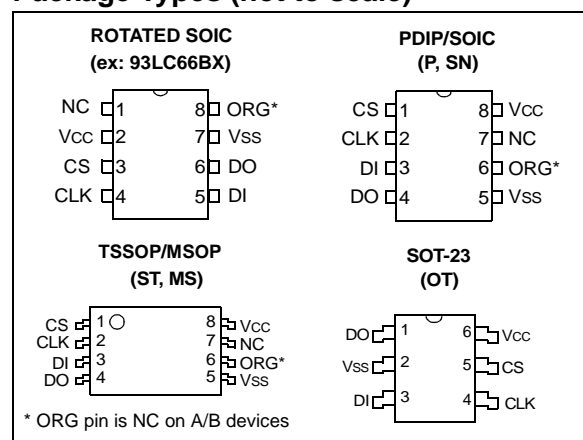 Package Types (not to scale)
ROTATED SOIC
(ex: 93LC66BX)
NC 1 8 ORG*
VCC 2 7 VSS
CS 3 6 DO
CLK 4 5 DI
PDIP/SOIC
(P, SN)
CS 1 8 VCC
CLK 2 7 NC
DI 3 6 ORG*
DO 4 5 VSS
TSSOP/MSOP
(ST, MS)
CS 1 8 VCC
CLK 2 7 NC
DI 3 6 ORG*
DO 4 5 VSS
SOT-23
(OT)
DO 1 6 VCC
VSS 2 5 CS
DI 3 4 CLK
* ORG pin is NC on A/B devices